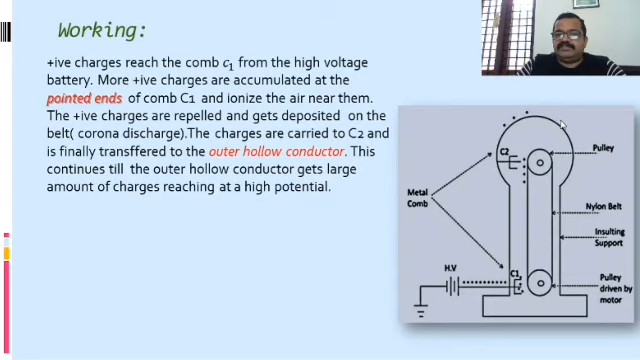 Working:
+ive charges reach the comb c₁ from the high voltage
battery. More +ive charges are accumulated at the
pointed ends of comb C1 and ionize the air near them.
The +ive charges are repelled and gets deposited on the
belt( corona discharge).The charges are carried to C2 and
is finally transffered to the outer hollow conductor. This
continues till the outer hollow conductor gets large
amount of charges reaching at a high potential.
C2
Pulley
Metal
Comb
Nylon Belt
Insulting
Support
H.V
C1
Pulley
driven by
motor